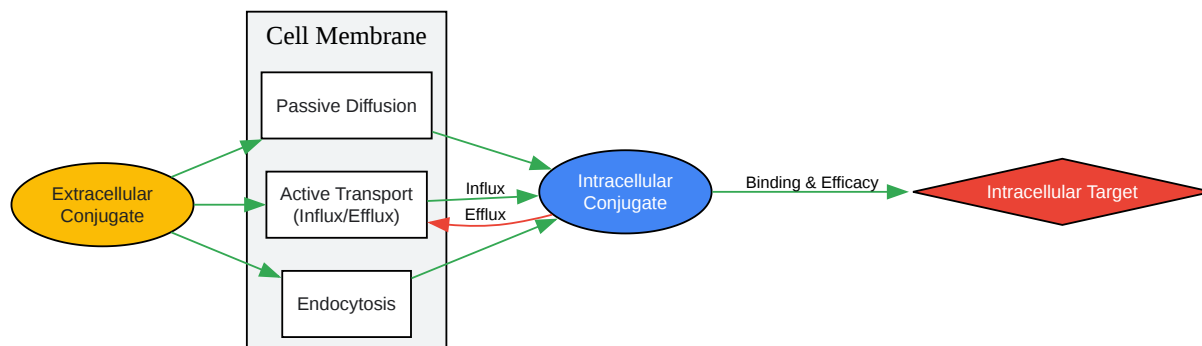 Cell Membrane
Passive Diffusion
Extracellular
Conjugate
Active Transport
(Influx/Efflux)
Influx
Efflux
Endocytosis
Intracellular
Conjugate
Binding & Efficacy
Intracellular Target